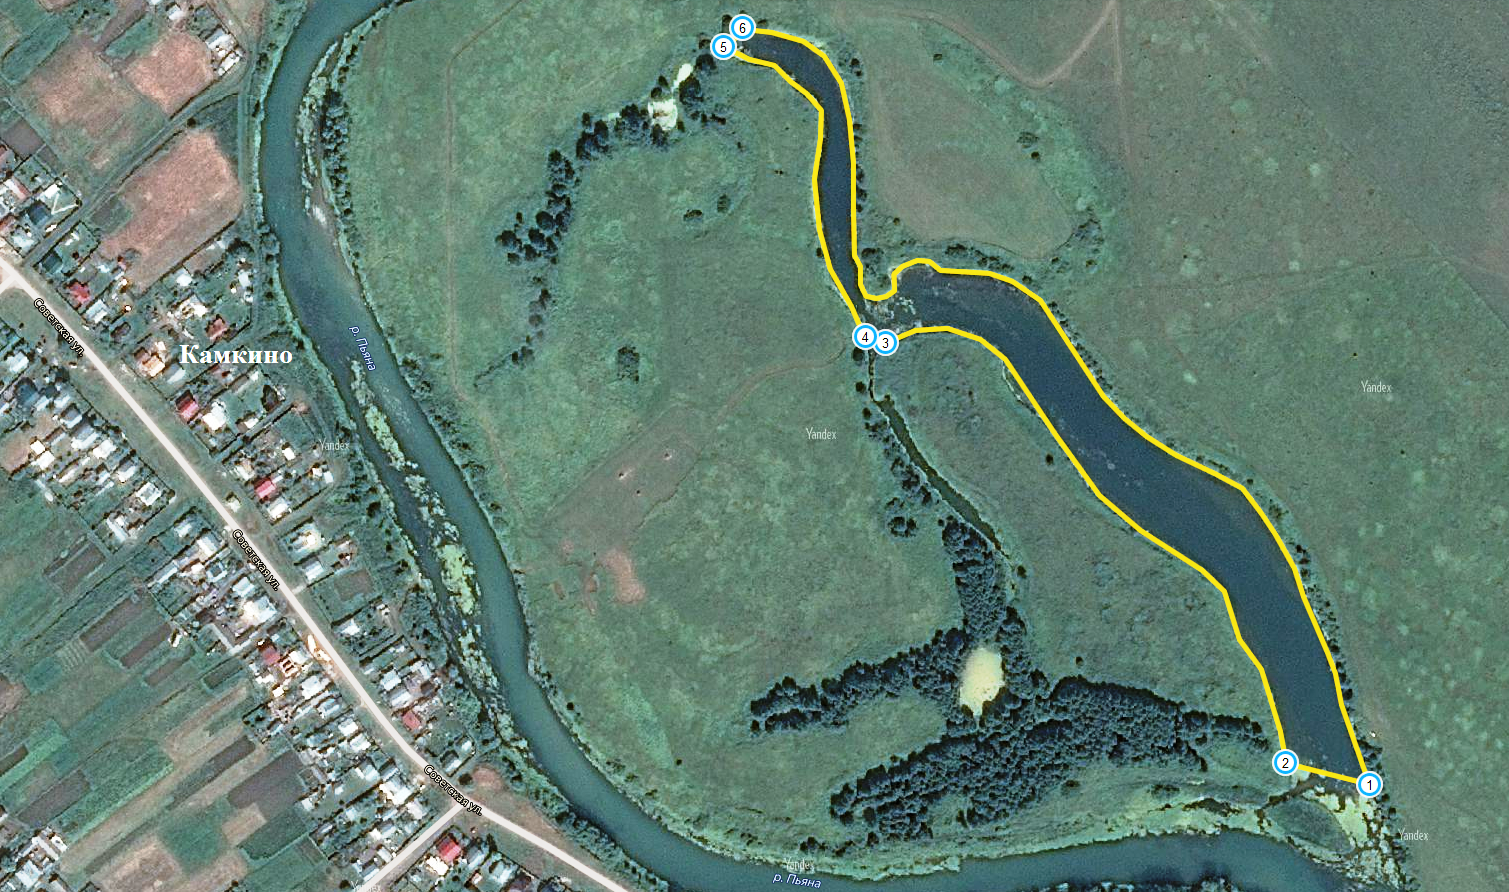 6
5
Советская ул.
р. Пьяна
4
3
Камкино
Yandex
Yandex
Yandex
Советская ул.
2
Советская ул.
1
Yandex
Yandex
р. Пьяна
Yandex